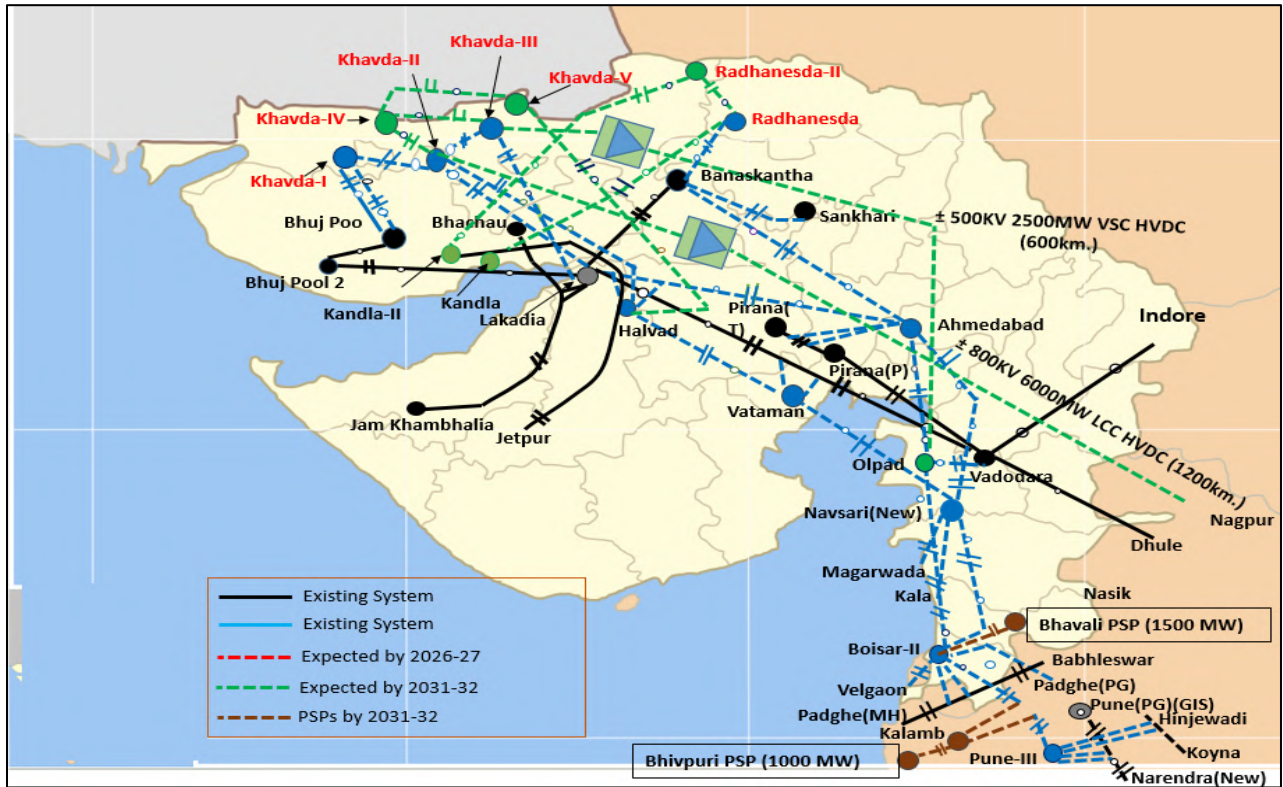 Khavda-III
Khavda-II
Khavda-V
Radhanesda-II
Khavda-IV
Radhanesda
Khavda-I
Banaskantha
Bhuj Poo
Bhachau
Sankhari
± 500KV 2500MW VSC HVDC
(600km.)
Bhuj Pool 2
Kandla
Kandla-II
Lakadia
Halvad
Pirana(
T)
Ahmedabad
Indore
Pirana(P)
± 800KV 6000MW LCC HVDC (1200km.)
Vataman
Jam Khambhalia
Jetpur
Olpad
Vadodara
Navsari(New)
Nagpur
Dhule
Magarwada
Kala
Nasik
Existing System
Existing System
Expected by 2026-27
Expected by 2031-32
PSPs by 2031-32
Bhavali PSP (1500 MW)
Boisar-II
Babhleswar
Velgaon
Padghe(PG)
Padghe(MH)
Pune(PG)(GIS)
Hinjewadi
Kalamb
Koyna
Bhivpuri PSP (1000 MW)
Pune-III
Narendra(New)